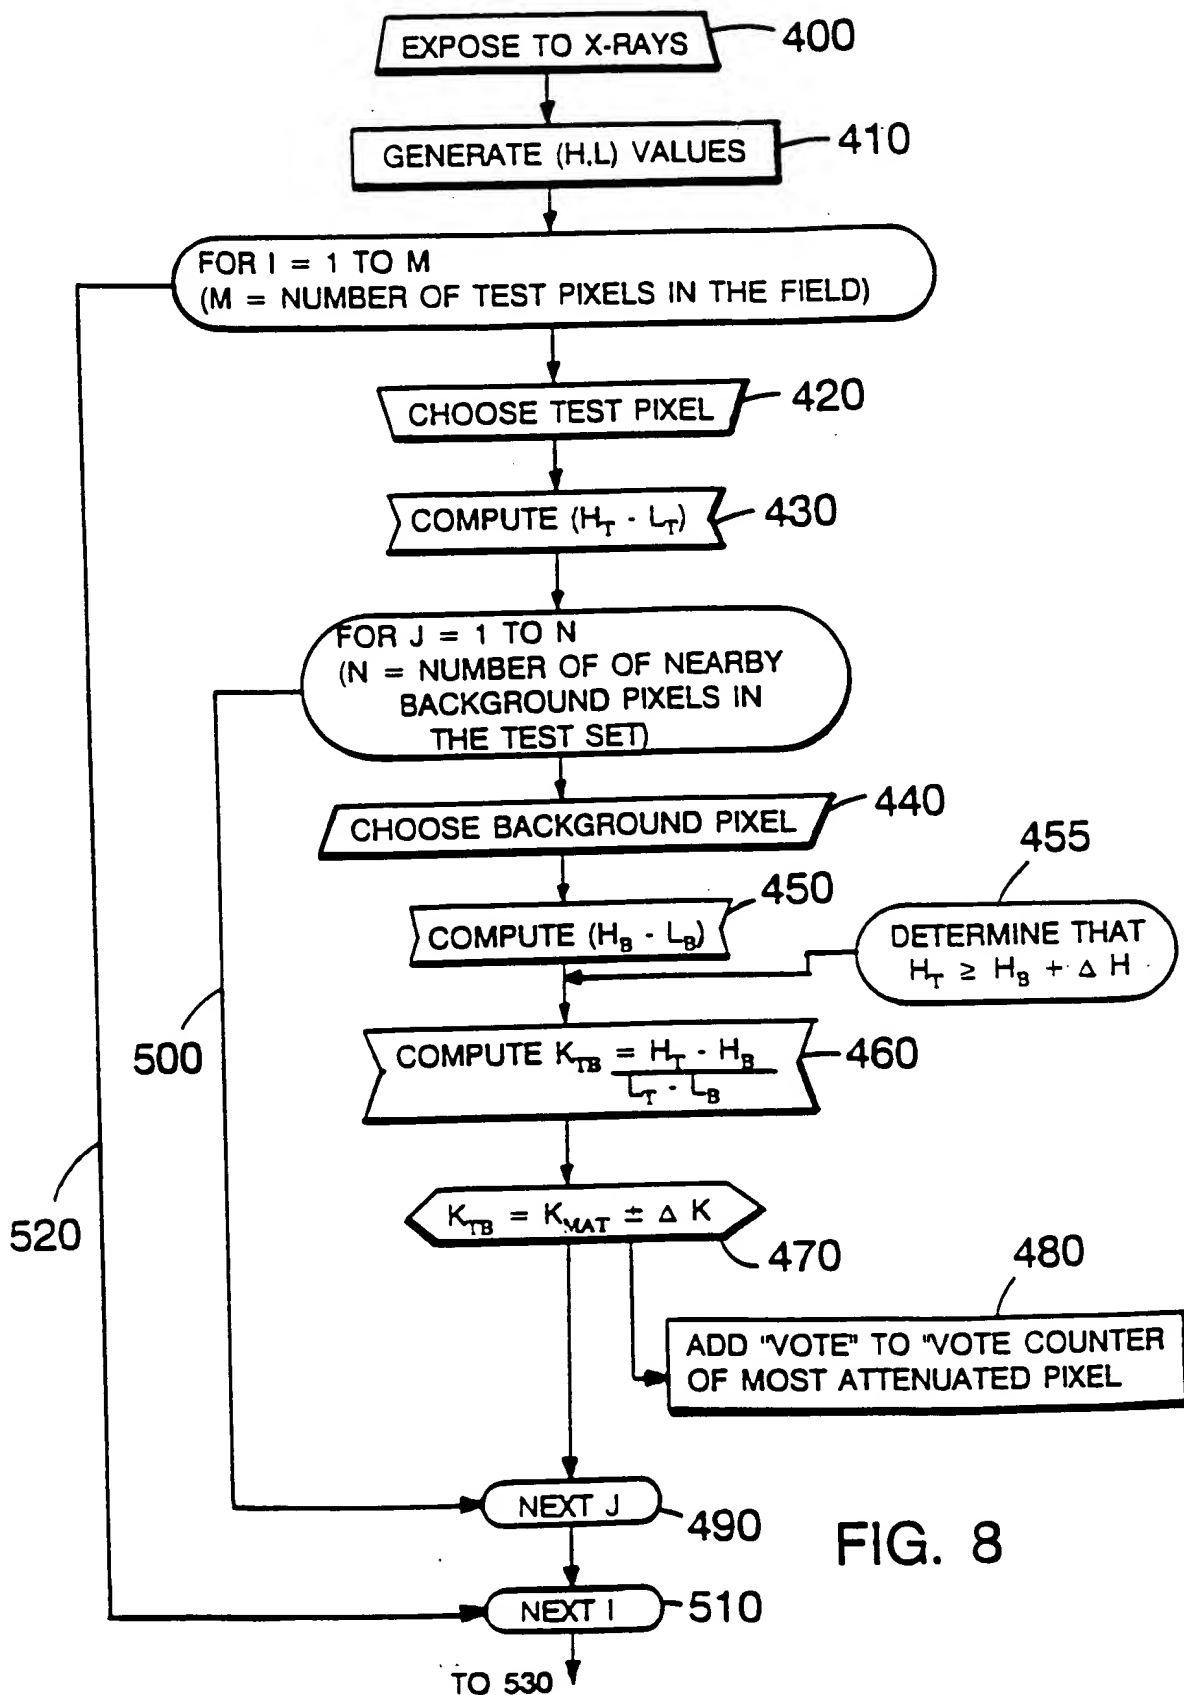 EXPOSE TO X-RAYS
400
GENERATE (H,L) VALUES
410
FOR I = 1 TO M
(M = NUMBER OF TEST PIXELS IN THE FIELD)
CHOOSE TEST PIXEL
420
COMPUTE (H_T - L_T)
430
FOR J = 1 TO N
(N = NUMBER OF OF NEARBY
BACKGROUND PIXELS IN
THE TEST SET)
CHOOSE BACKGROUND PIXEL
440
COMPUTE (H_B - L_B)
450
455
DETERMINE THAT
H_T ≥ H_B + Δ H
500
COMPUTE K_TB = H_T - H_B
L_T - L_B
460
520
K_TB = K_MAT ± Δ K
470
480
ADD "VOTE" TO "VOTE COUNTER
OF MOST ATTENUATED PIXEL
NEXT J
490
FIG. 8
NEXT I
510
TO 530